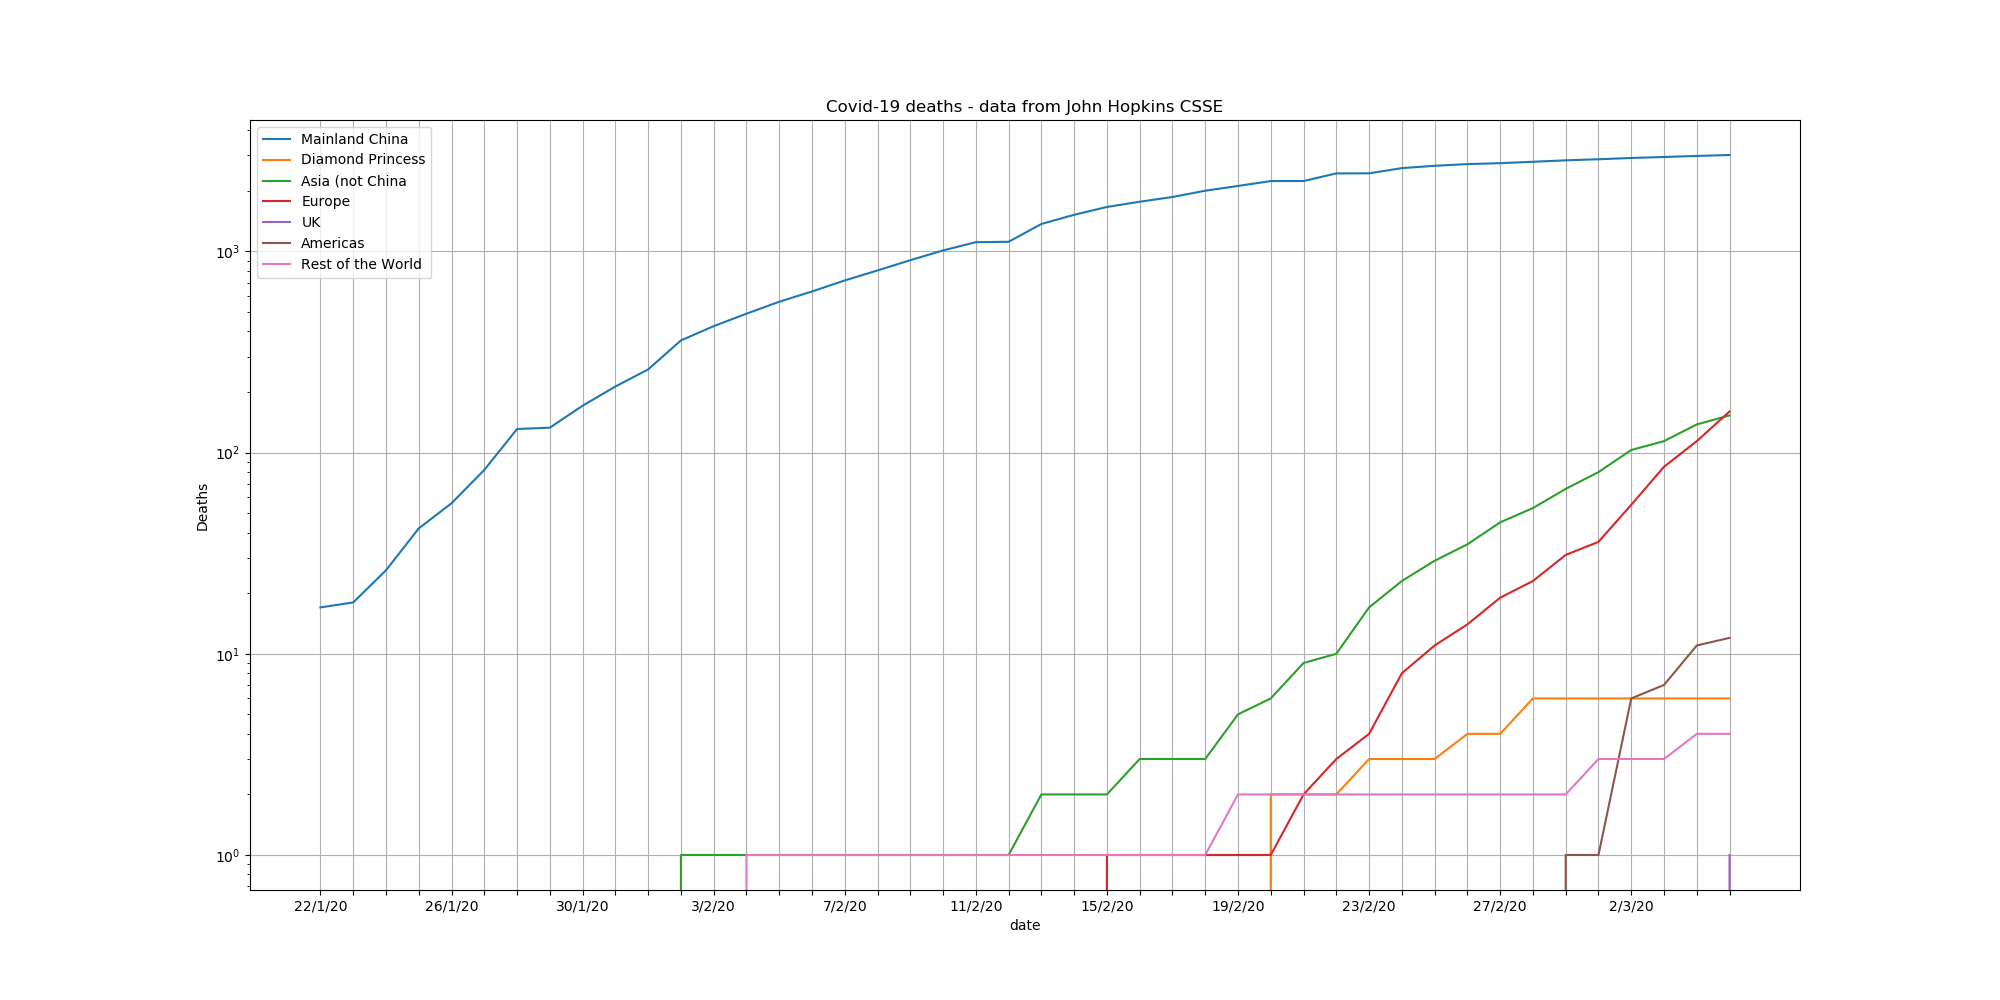 Covid-19 deaths - data from John Hopkins CSSE
Mainland China
Diamond Princess
Asia (not China
Europe
UK
Americas
Rest of the World
Deaths
10³
10²
10¹
10⁰
22/1/20 26/1/20 30/1/20 3/2/20 7/2/20 11/2/20 15/2/20 19/2/20 23/2/20 27/2/20 2/3/20
date